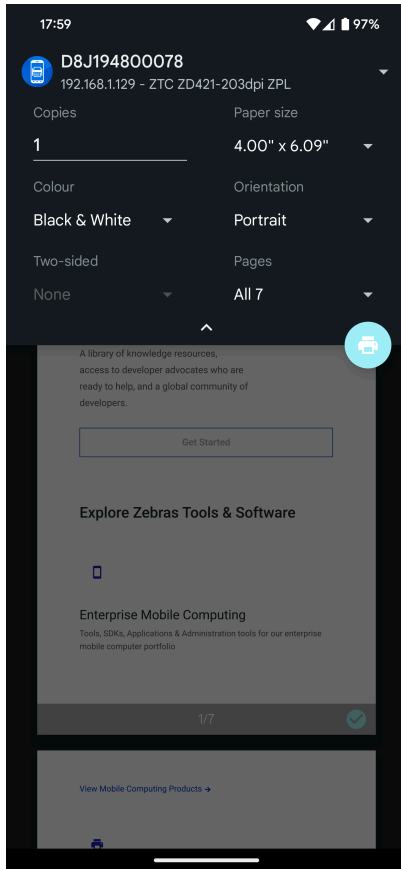 17:59
97%
D8J194800078
192.168.1.129 - ZTC ZD421-203dpi ZPL
Copies
Paper size
1
4.00" x 6.09"
Colour
Orientation
Black & White
Portrait
Two-sided
Pages
None
All 7
A library of knowledge resources,
access to developer advocates who are
ready to help, and a global community of
developers.
Get Started
Explore Zebras Tools & Software
Enterprise Mobile Computing
Tools, SDKs, Applications & Administration tools for our enterprise
mobile computer portfolio
1/7
View Mobile Computing Products →